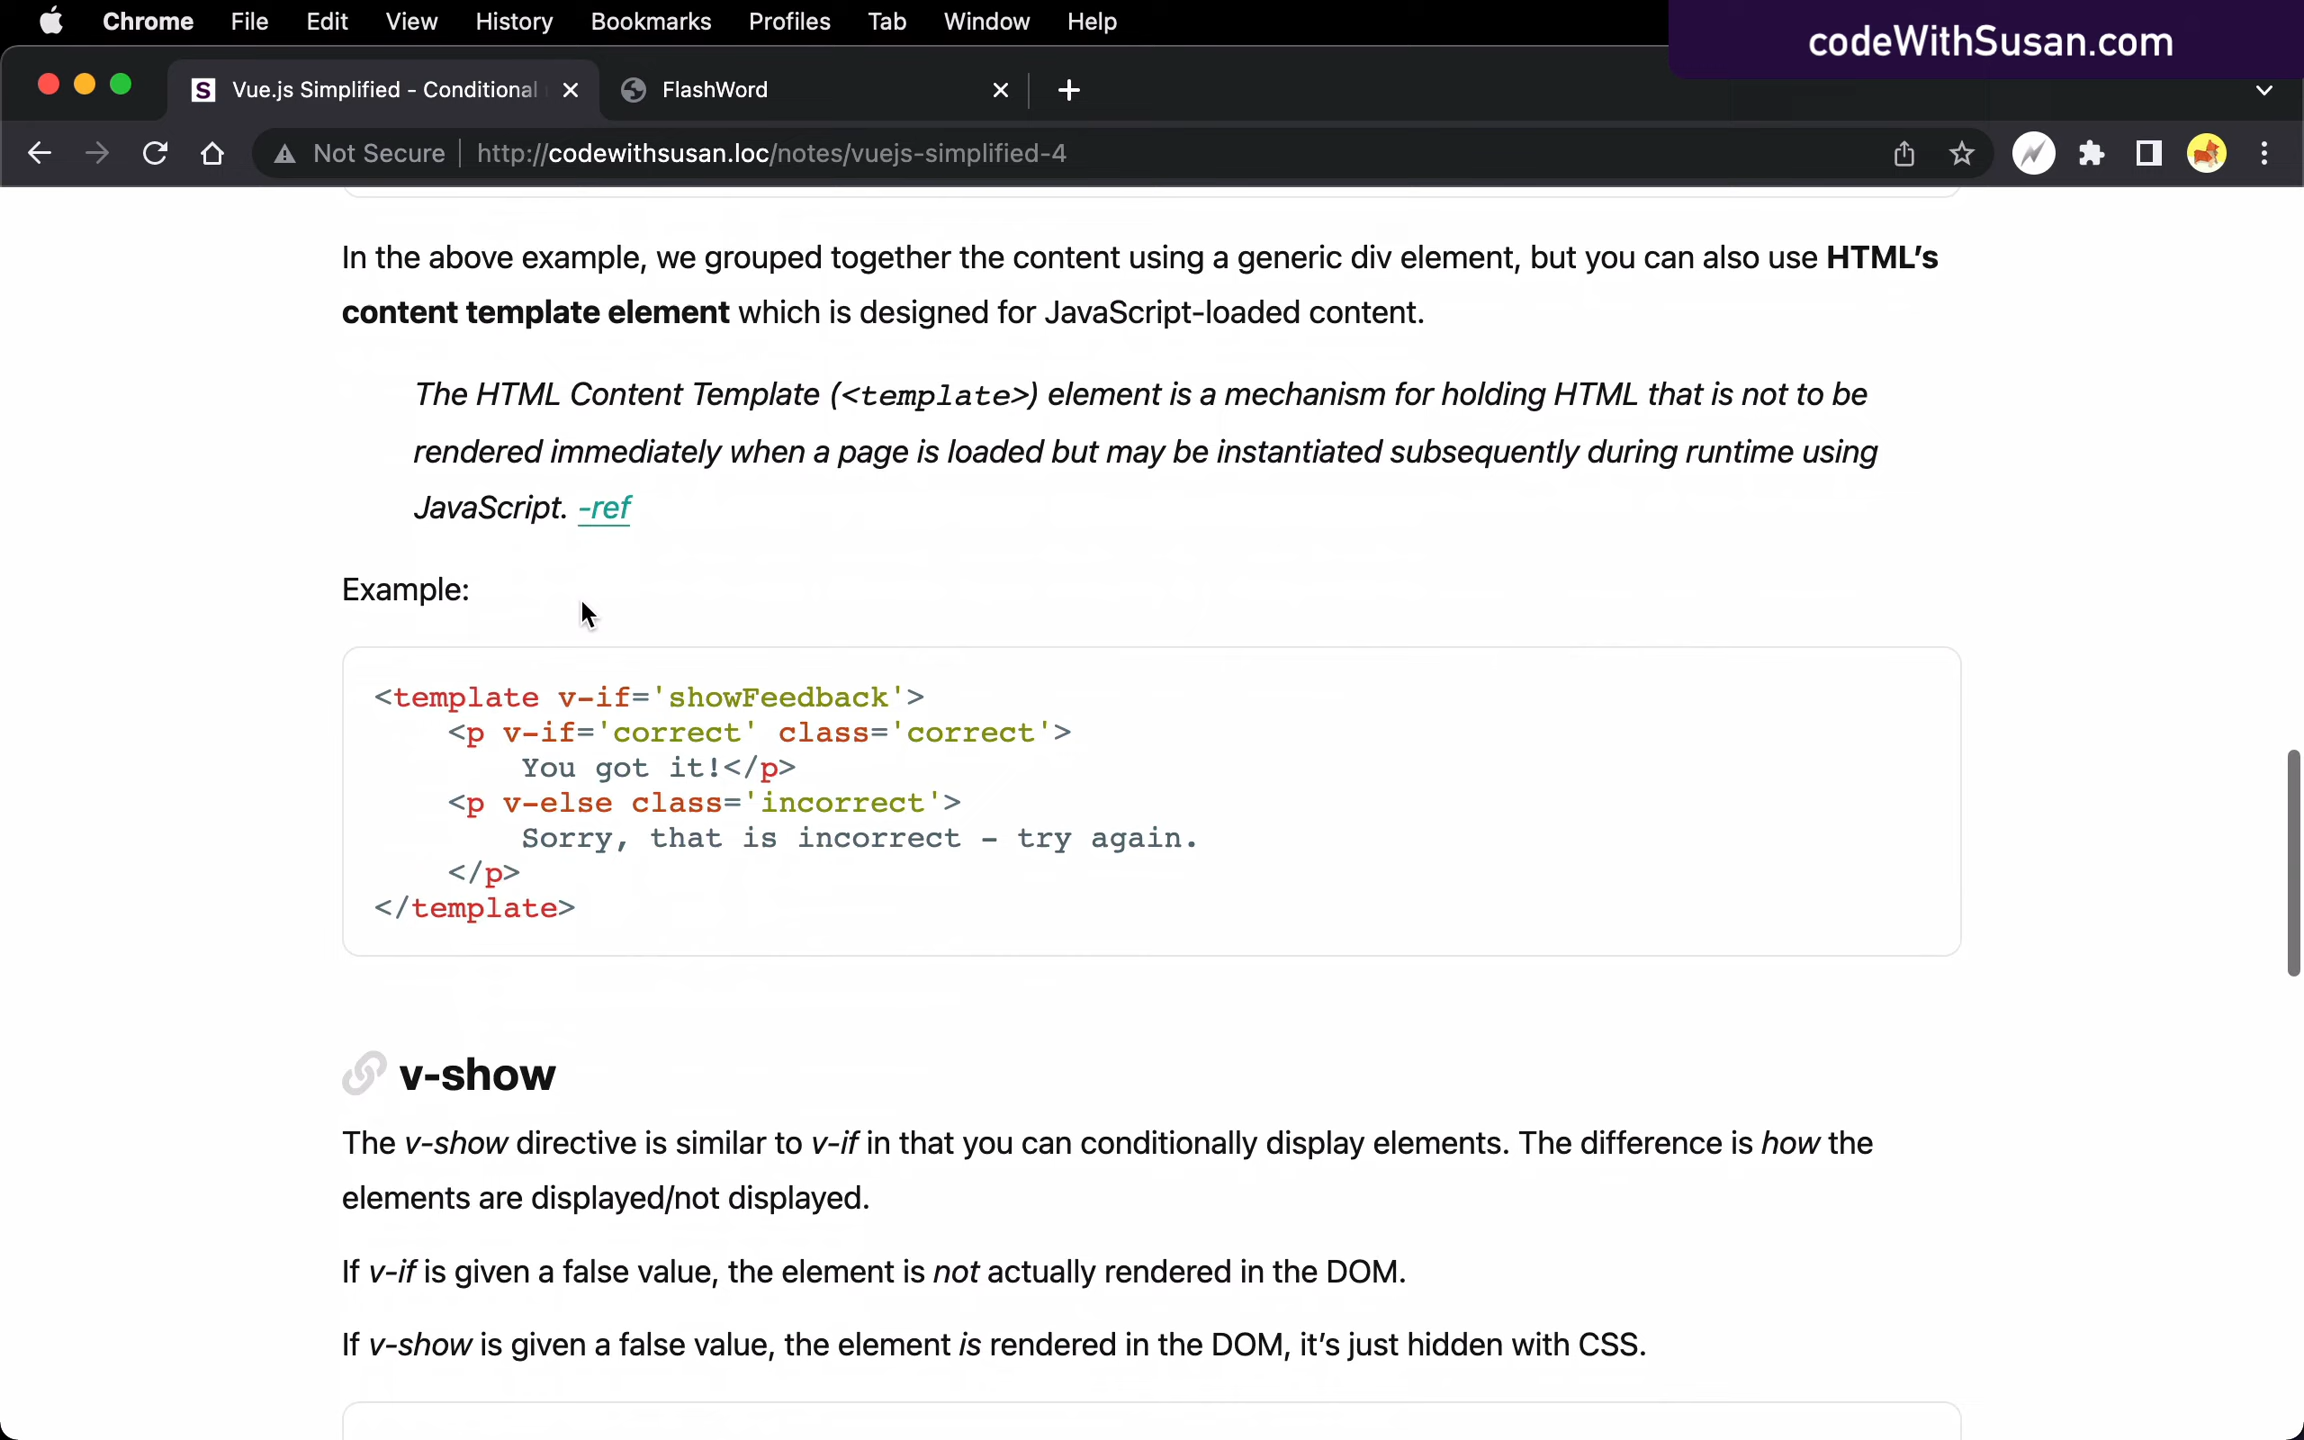 Chrome File Edit View History Bookmarks Profiles Tab Window Help
codeWithSusan.com
S Vue.js Simplified - Conditional
FlashWord
Not Secure http://codewithsusan.loc/notes/vuejs-simplified-4
In the above example, we grouped together the content using a generic div element, but you can also use HTML’s
content template element which is designed for JavaScript-loaded content.
The HTML Content Template (<template>) element is a mechanism for holding HTML that is not to be
rendered immediately when a page is loaded but may be instantiated subsequently during runtime using
JavaScript. -ref
Example:
<template v-if='showFeedback'>
    <p v-if='correct' class='correct'>
        You got it!</p>
    <p v-else class='incorrect'>
        Sorry, that is incorrect - try again.
    </p>
</template>
v-show
The v-show directive is similar to v-if in that you can conditionally display elements. The difference is how the
elements are displayed/not displayed.
If v-if is given a false value, the element is not actually rendered in the DOM.
If v-show is given a false value, the element is rendered in the DOM, it’s just hidden with CSS.